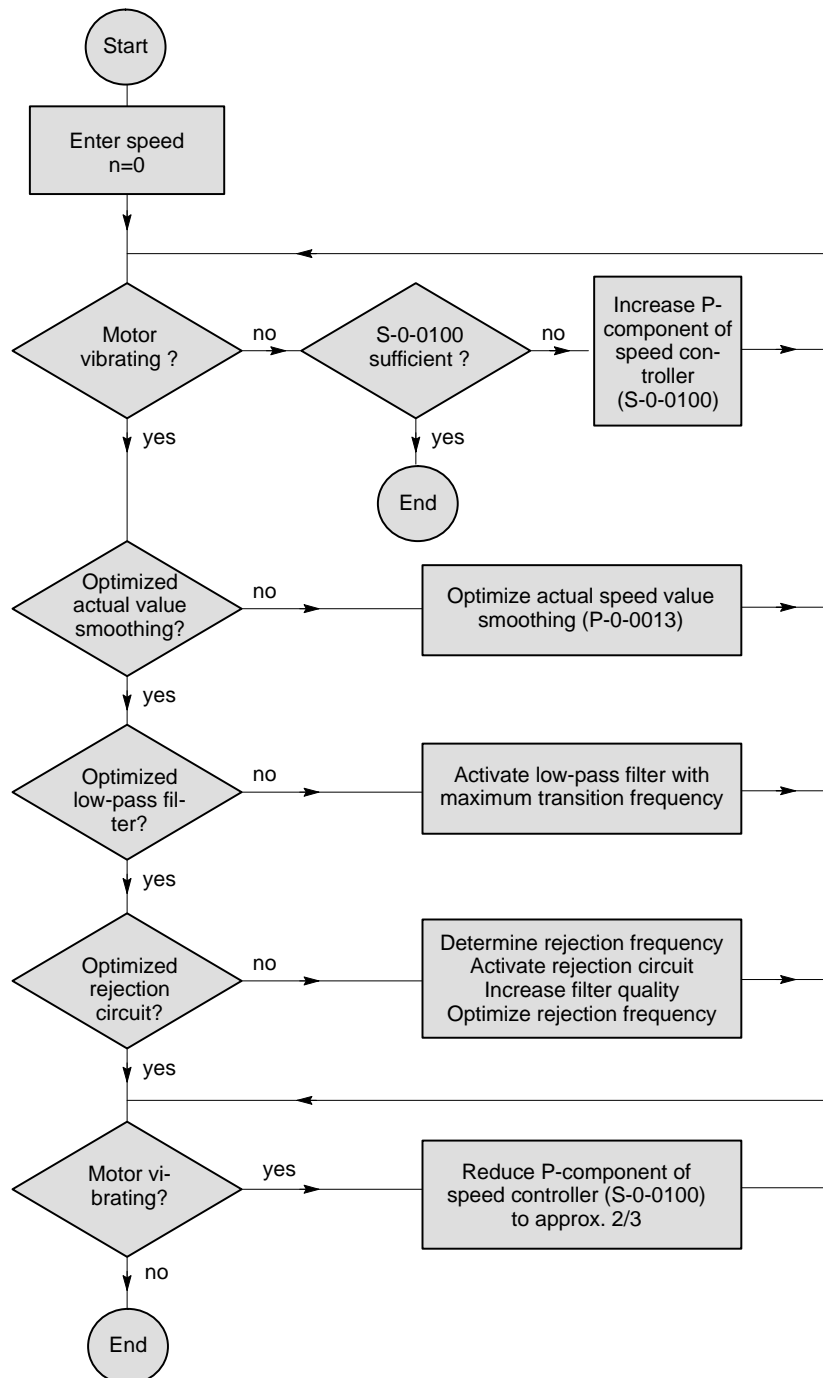 Start
Enter speed
n=0
Motor
vibrating ?
no
S-0-0100
sufficient ?
no
Increase P-
component of
speed con-
troller
(S-0-0100)
yes
yes
End
Optimized
actual value
smoothing?
no
Optimize actual speed value
smoothing (P-0-0013)
yes
Optimized
low-pass fil-
ter?
no
Activate low-pass filter with
maximum transition frequency
yes
Optimized
rejection
circuit?
no
Determine rejection frequency
Activate rejection circuit
Increase filter quality
Optimize rejection frequency
yes
Motor vi-
brating?
yes
Reduce P-component of
speed controller (S-0-0100)
to approx. 2/3
no
End